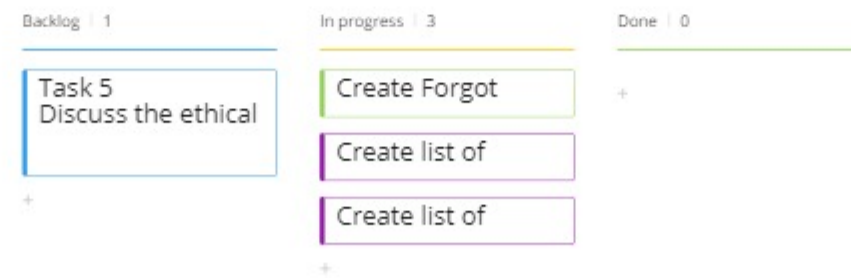 Backlog | 1
Task 5
Discuss the ethical
+
In progress | 3
Create Forgot
Create list of
Create list of
+
Done | 0
+